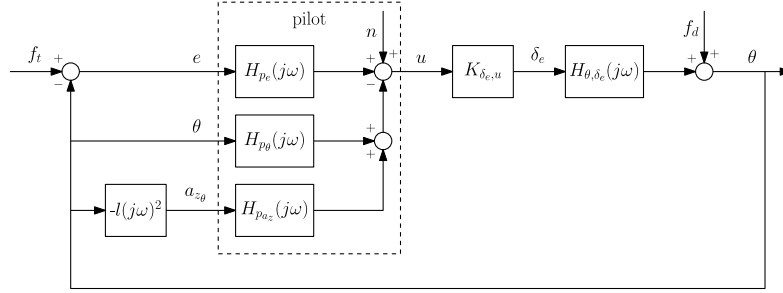 pilot
n
f_d
f_t
+
−
e
H_{p_e}(jω)
+
+
−
u
K_{δ_e,u}
δ_e
H_{θ,δ_e}(jω)
+
+
θ
θ
H_{p_θ}(jω)
+
+
-l(jω)²
a_{z_θ}
H_{p_{a_z}}(jω)